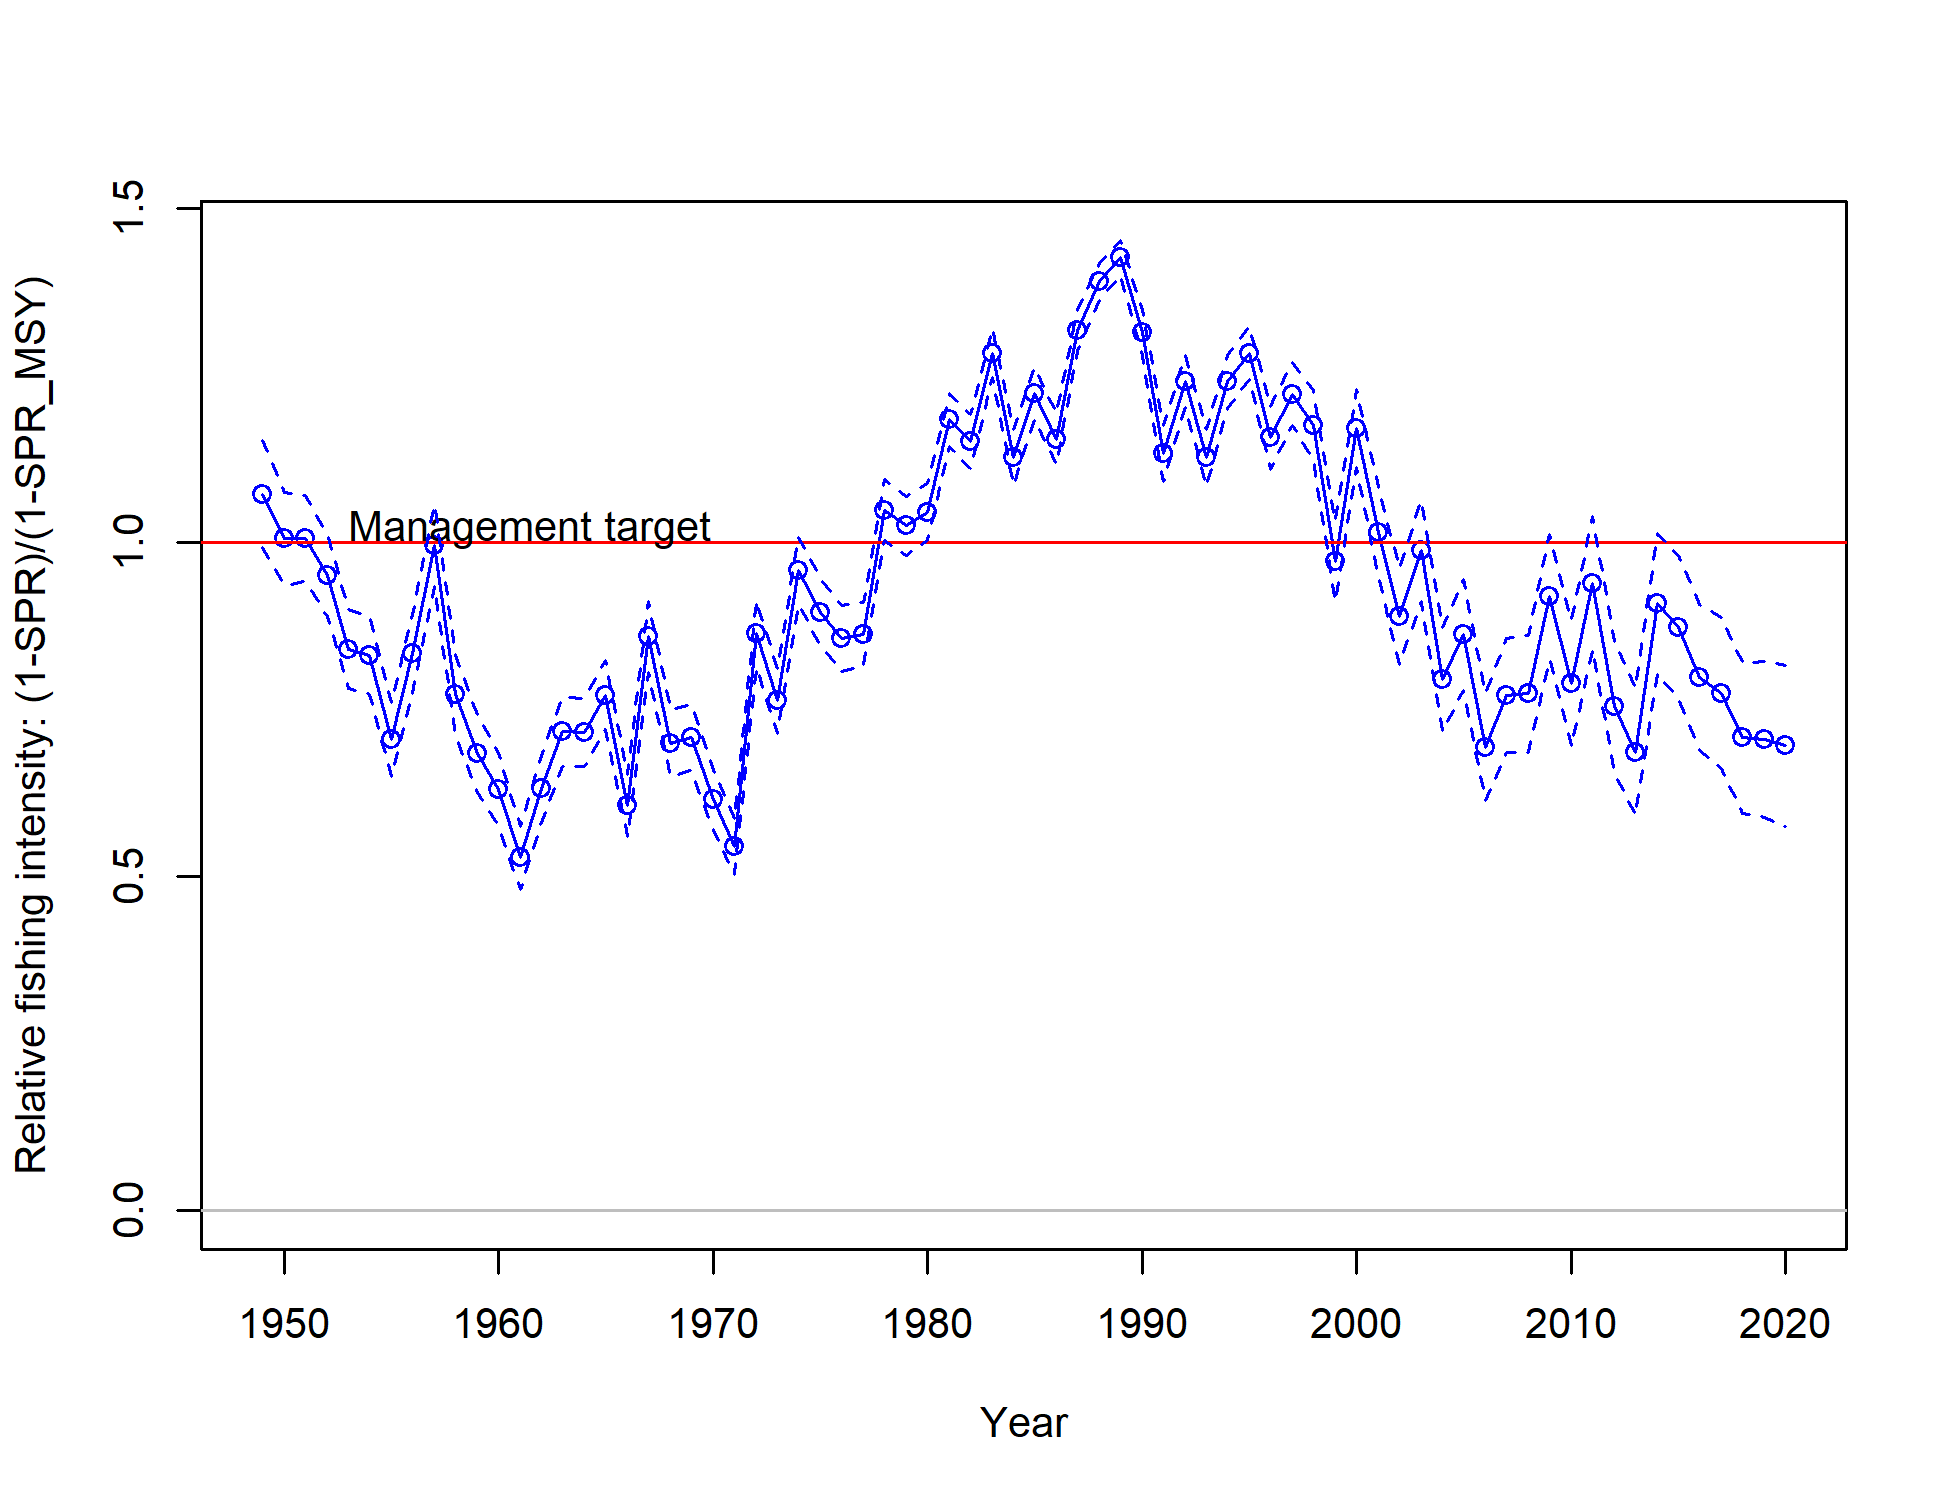 Relative fishing intensity: (1-SPR)/(1-SPR_MSY)
1.5
1.0
0.5
0.0
Management target
1950 1960 1970 1980 1990 2000 2010 2020
Year